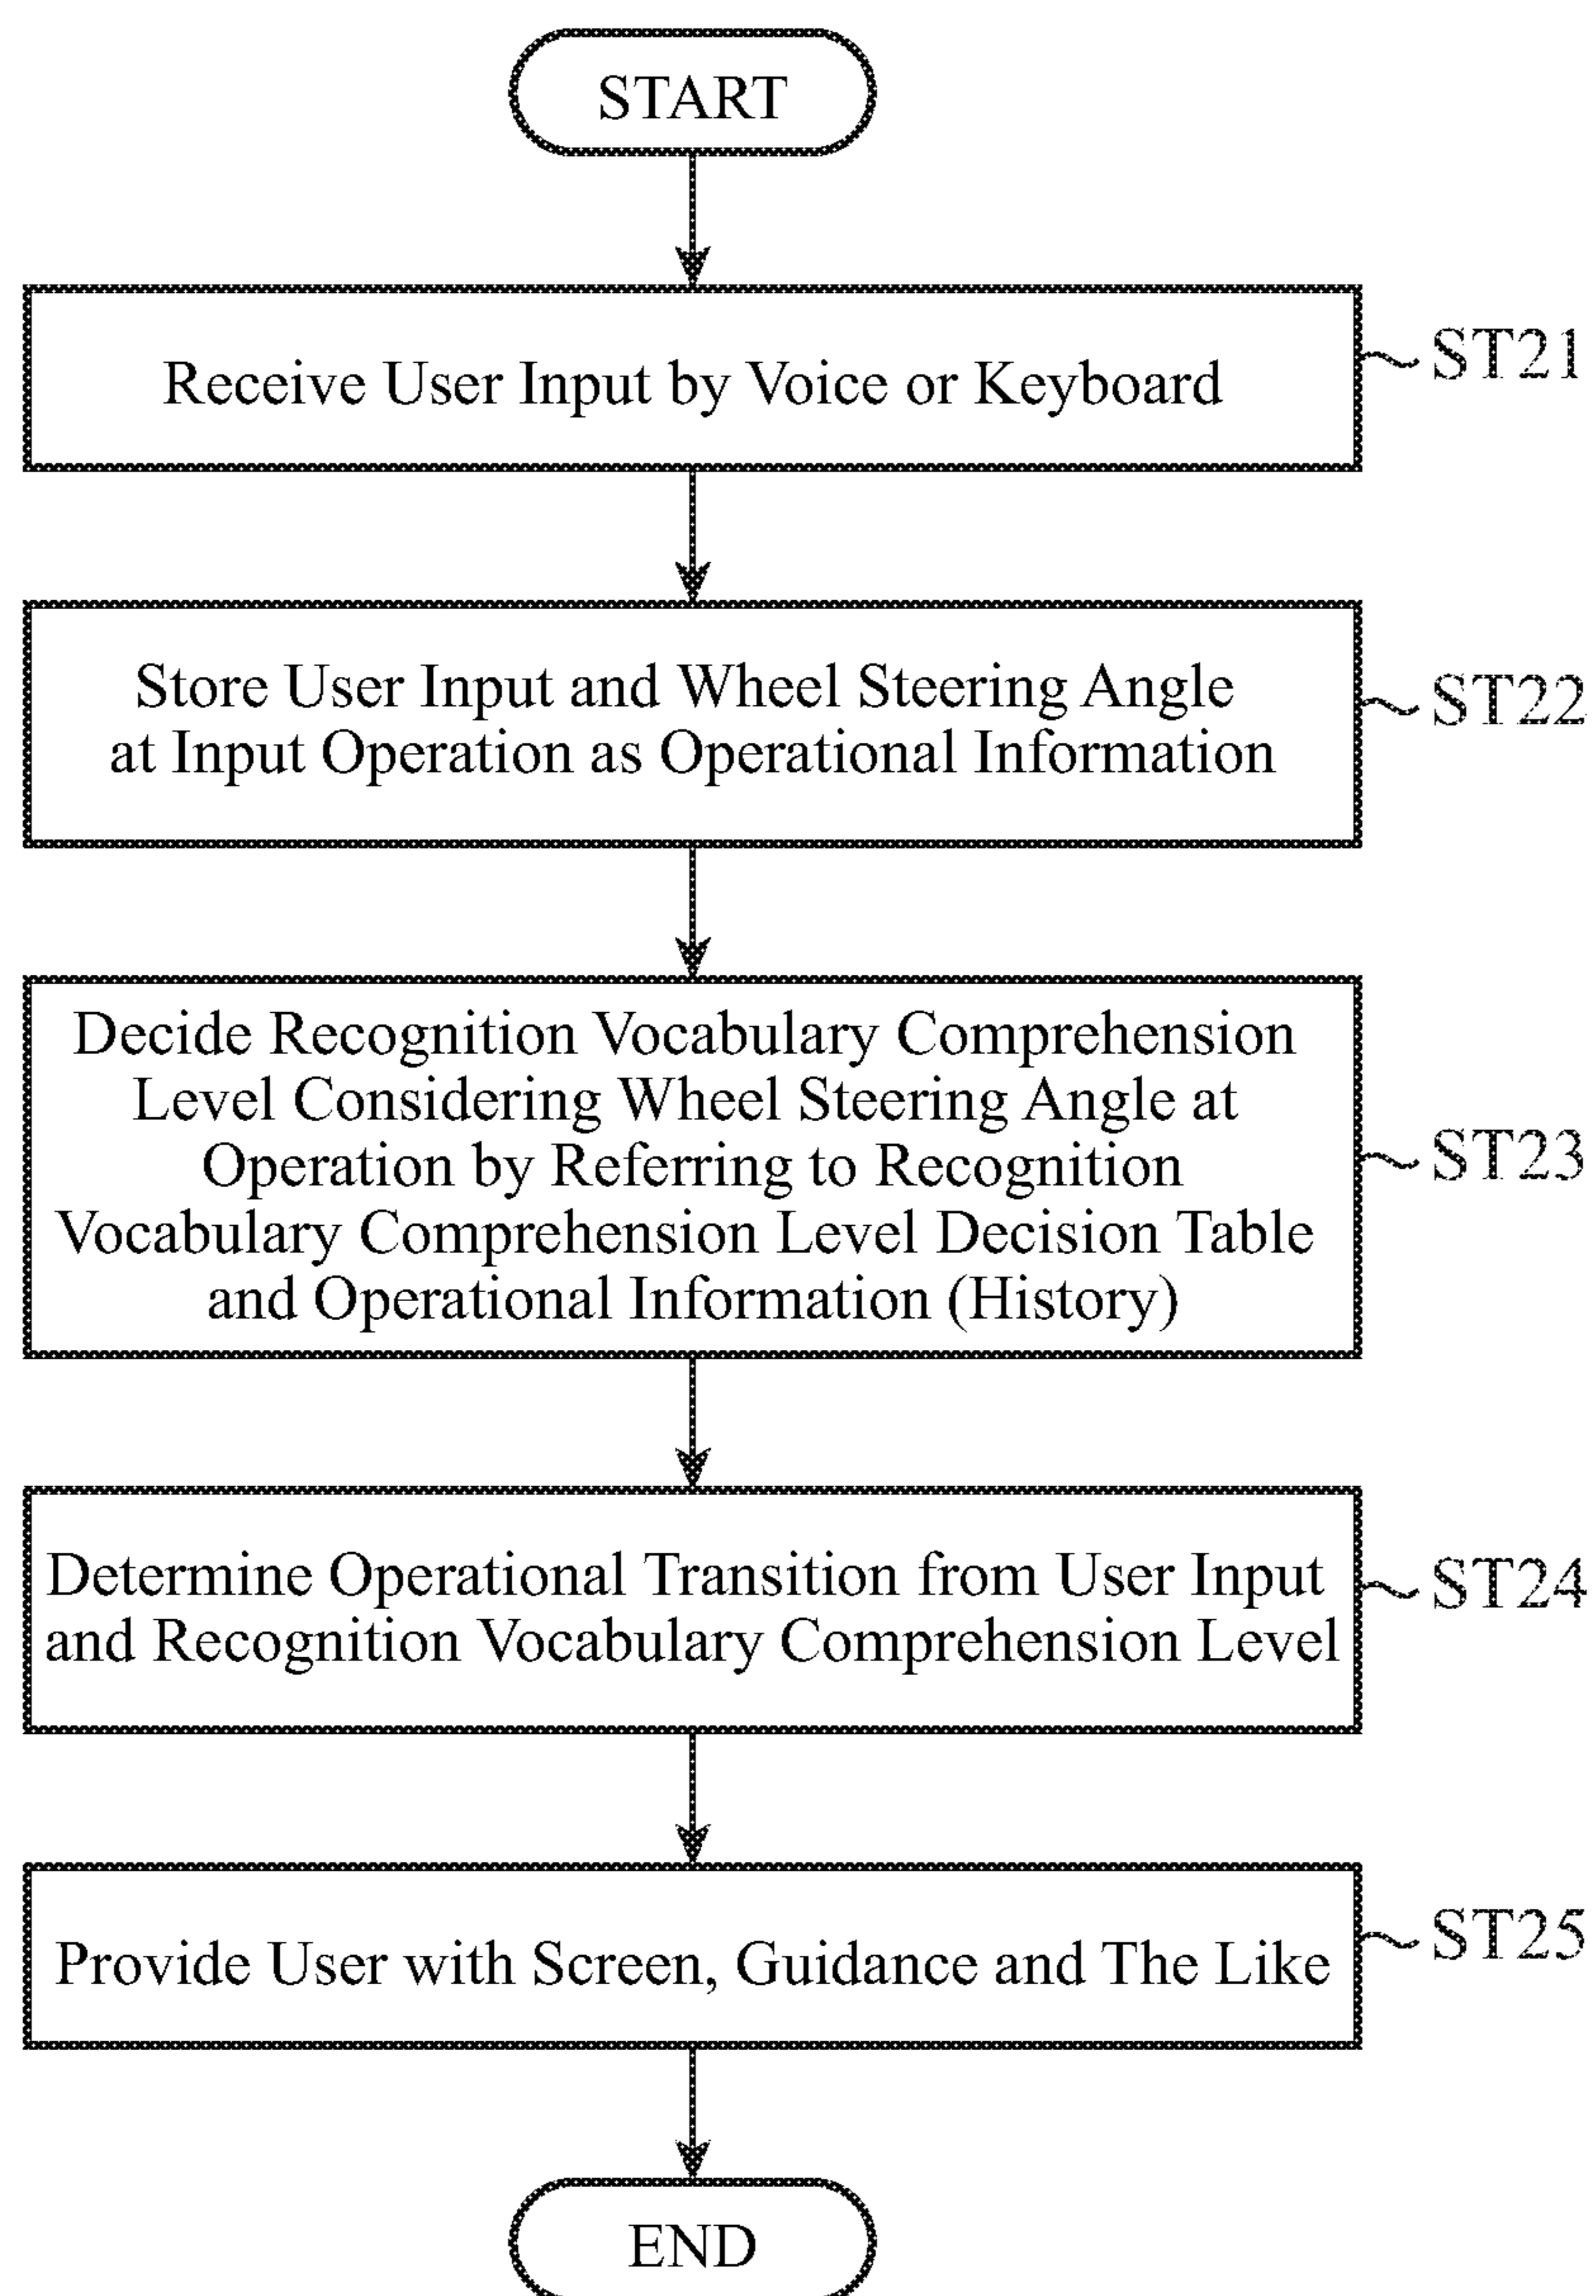 START
Receive User Input by Voice or Keyboard
ST21
Store User Input and Wheel Steering Angle
at Input Operation as Operational Information
ST22
Decide Recognition Vocabulary Comprehension
Level Considering Wheel Steering Angle at
Operation by Referring to Recognition
Vocabulary Comprehension Level Decision Table
and Operational Information (History)
ST23
Determine Operational Transition from User Input
and Recognition Vocabulary Comprehension Level
ST24
Provide User with Screen, Guidance and The Like
ST25
END